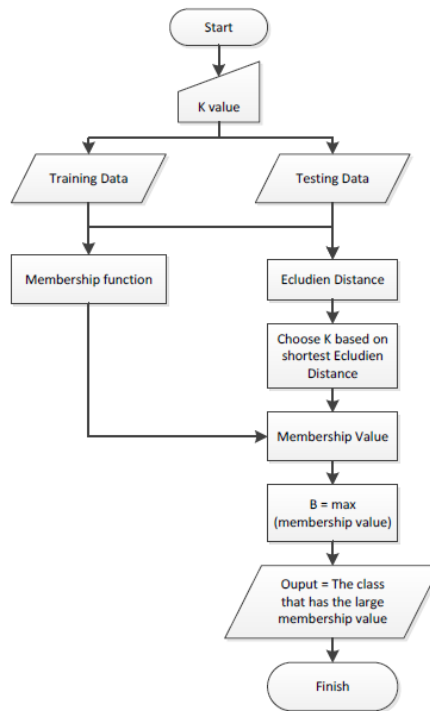 Start
K value
Training Data
Testing Data
Membership function
Ecludien Distance
Choose K based on
shortest Ecludien
Distance
Membership Value
B = max
(membership value)
Ouput = The class
that has the large
membership value
Finish